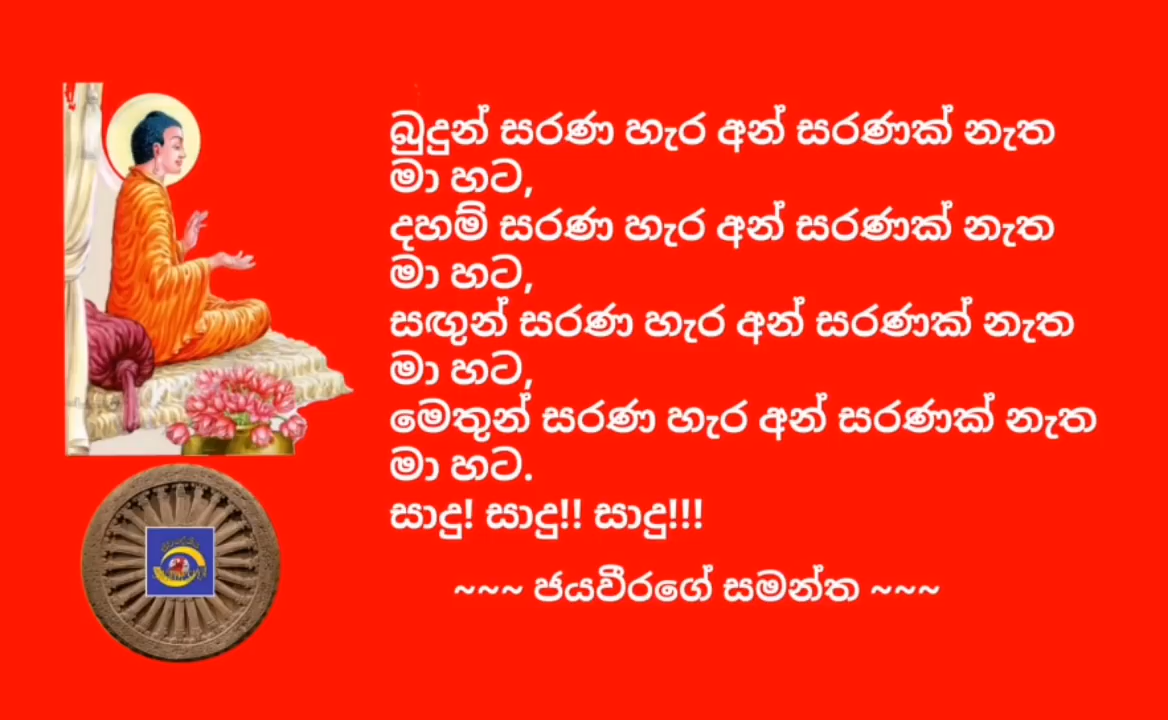 බුදුන් සරණ හැර අන් සරණක් නැත
මා හට,
දහම් සරණ හැර අන් සරණක් නැත
මා හට,
සඟුන් සරණ හැර අන් සරණක් නැත
මා හට,
මෙතුන් සරණ හැර අන් සරණක් නැත
මා හට.
සාදු! සාදු!! සාදු!!!
~~~ ජයවීරගේ සමන්ත ~~~